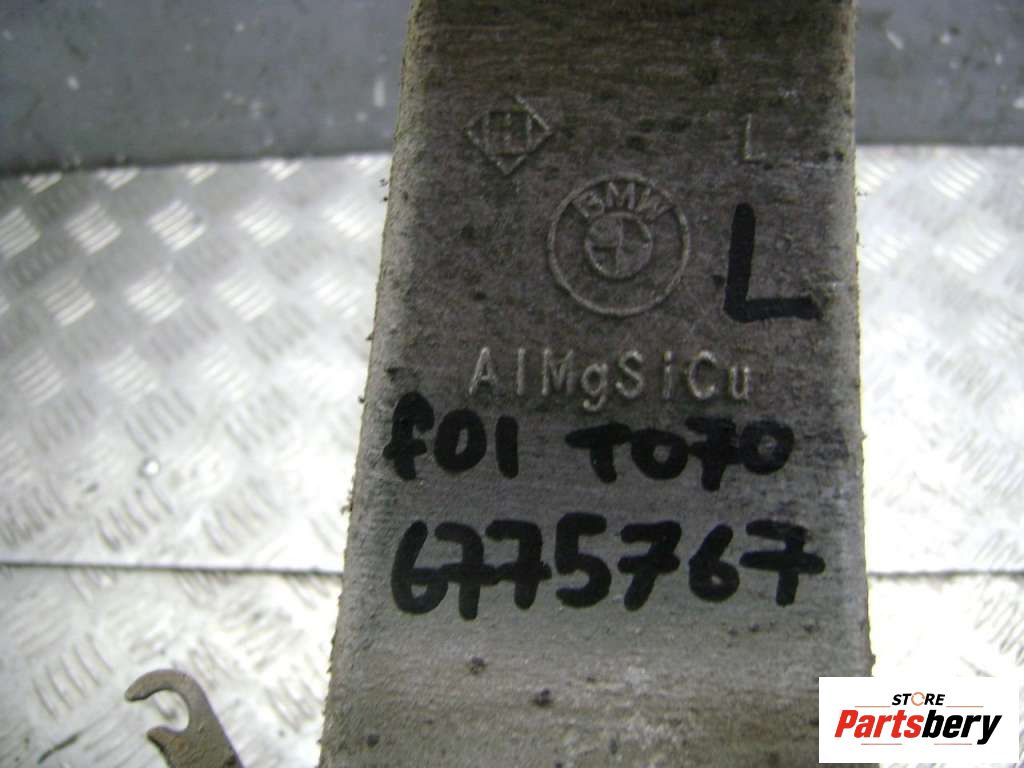 H L
BMW
L
AlMgSiCu
f01 T070
6775767
STORE
Partsbery